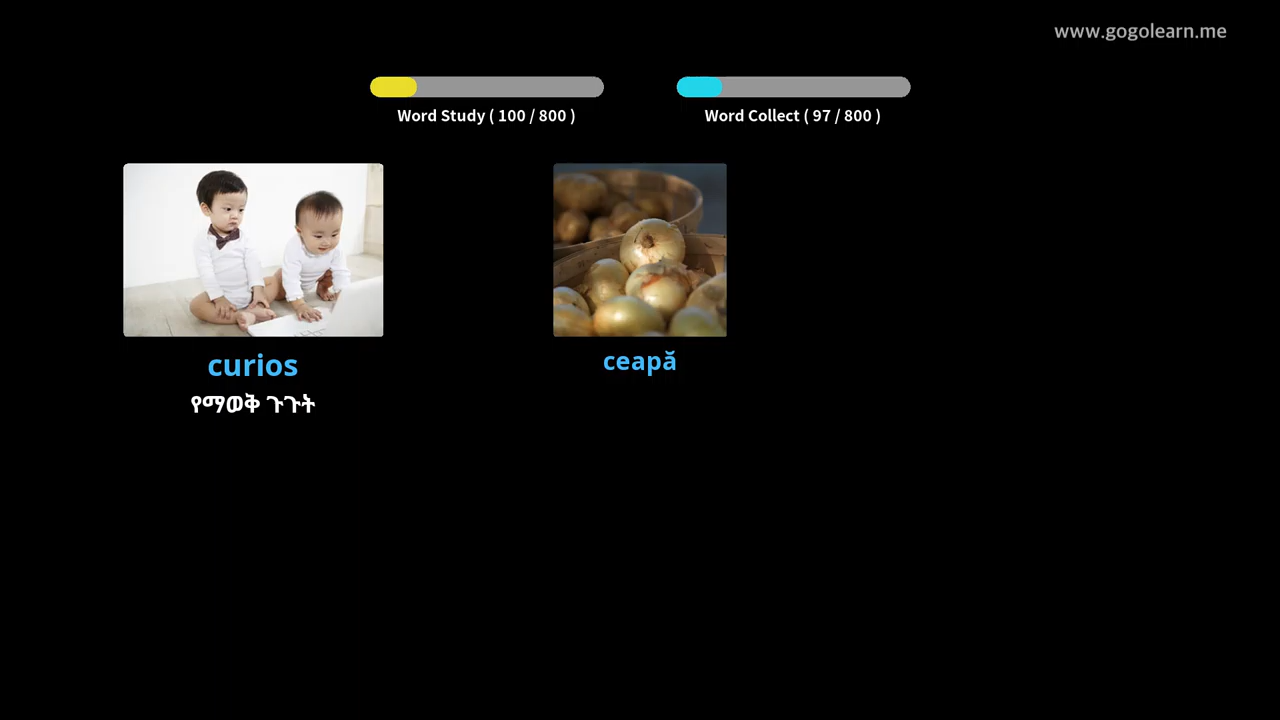 www.gogolearn.me
Word Study ( 100 / 800 )
Word Collect ( 97 / 800 )
curios
የማወቅ ጉጉት
ceapă